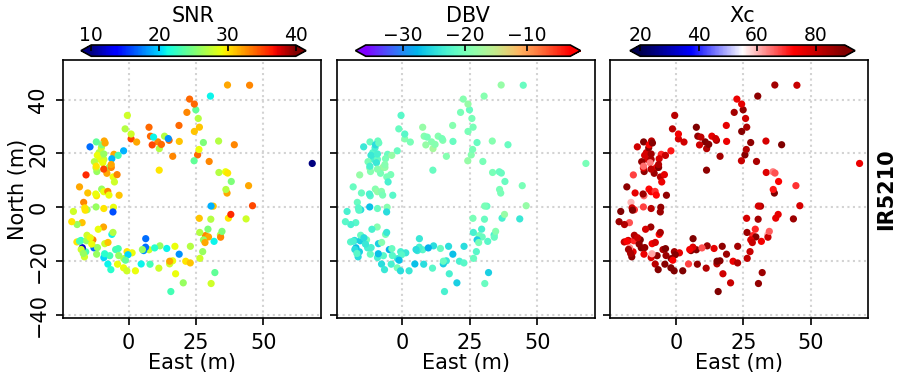 SNR DBV Xc
10 20 30 40 −30 −20 −10 20 40 60 80
North (m)
40
20
0
−20
−40
IR5210
0 25 50 0 25 50 0 25 50
East (m) East (m) East (m)